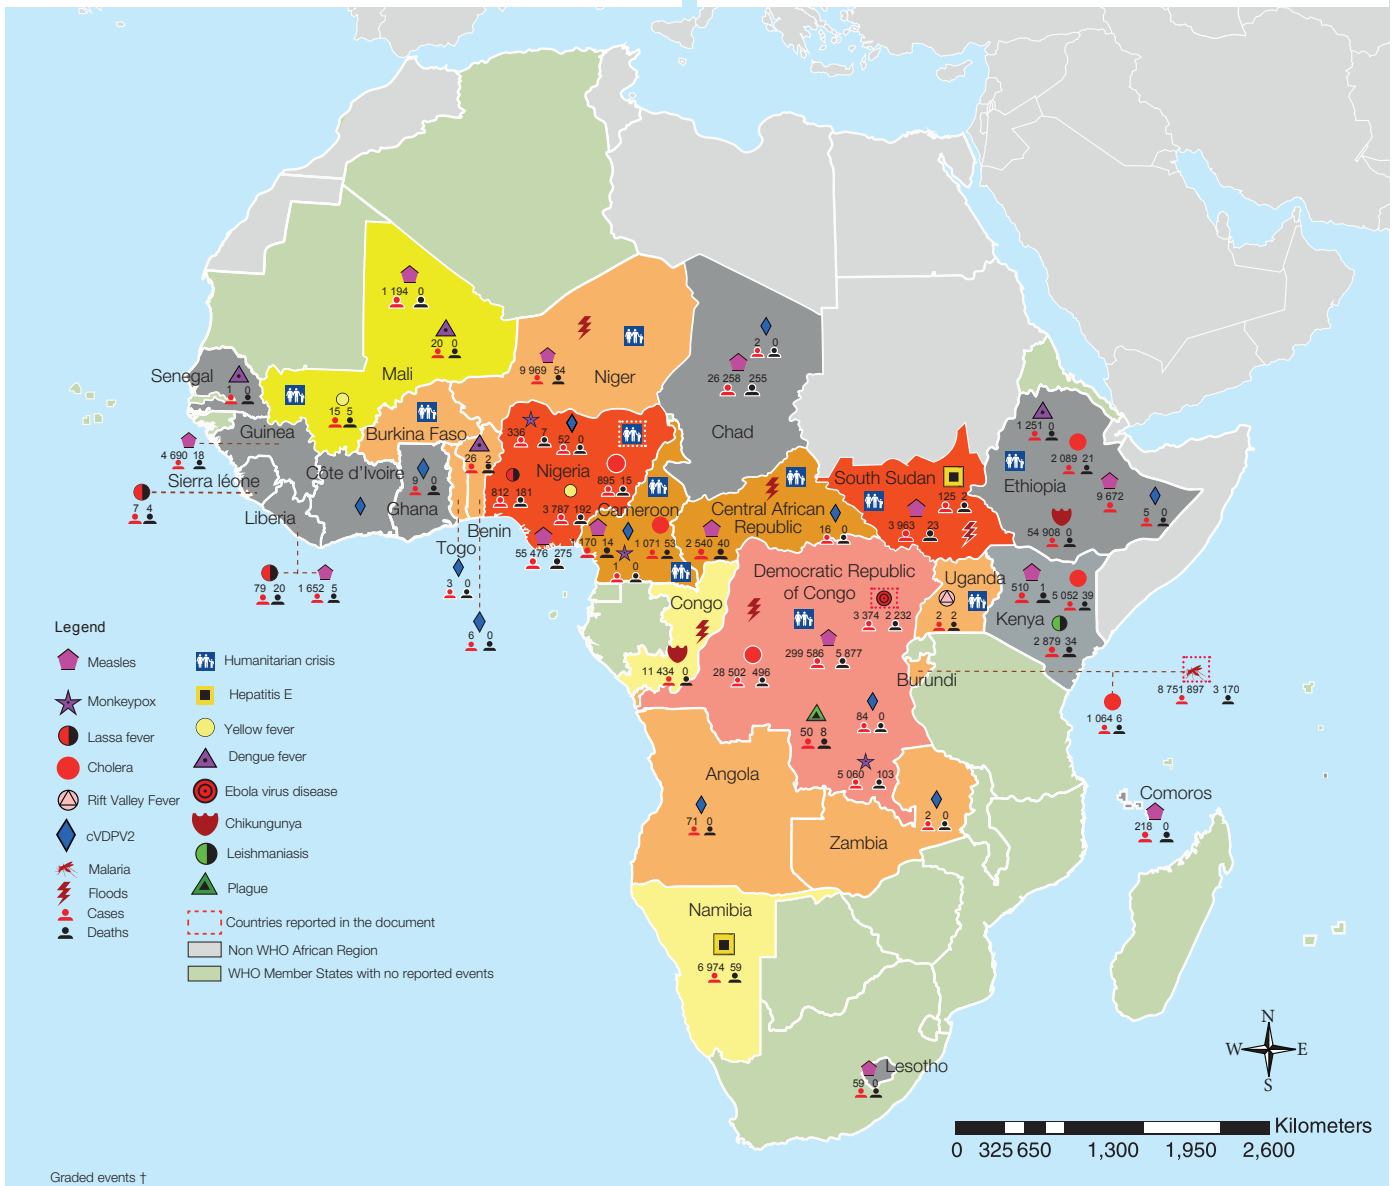 1 194 0
20 0
Mali
15 5
Senegal
1 0
Guinea
4 690 18
Sierra léone
7 4
Liberia
79 20
1 652 5
Côte d'Ivoire
Burkina Faso
Ghana
9 0
26 2
Benin
Togo
3 0
6 0
9 969 54
Niger
336 7
52 0
Nigeria
812 181
895 15
3 787 192
55 476 275
2 0
26 258 255
Chad
Cameroon
14
1 071 53
1 0
Central African
Republic
2 540 40
16 0
South Sudan
125 2
3 963 23
1 251 0
2 089 21
Ethiopia
9 672
5 0
54 908 0
Uganda
2 2
510 1
5 052 39
Kenya
2 879 34
Democratic Republic
of Congo
3 374 2 232
299 586 5 877
28 502 496
84 0
50 8
5 060 103
Congo
11 434 0
Burundi
8 751 897 3 170
1 064 6
Angola
71 0
2 0
Zambia
Comoros
218 0
Namibia
6 974 59
Lesotho
59 0
Legend
Measles
Monkeypox
Lassa fever
Cholera
Rift Valley Fever
cVDPV2
Malaria
Floods
Cases
Deaths
Humanitarian crisis
Hepatitis E
Yellow fever
Dengue fever
Ebola virus disease
Chikungunya
Leishmaniasis
Plague
Countries reported in the document
Non WHO African Region
WHO Member States with no reported events
N
W E
S
Kilometers
0 325 650 1,300 1,950 2,600
Graded events †